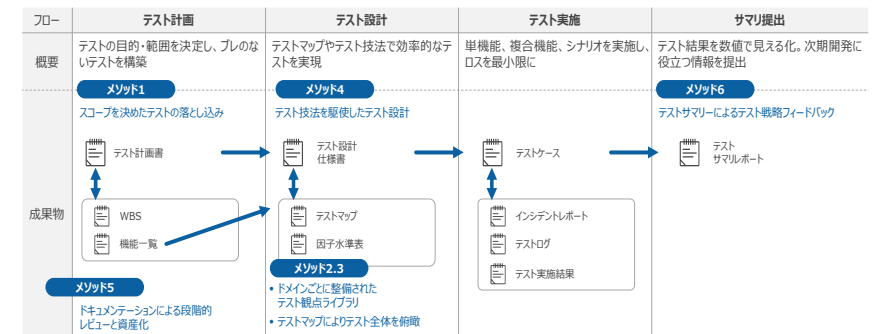 フロー
テスト計画
テスト設計
テスト実施
サマリ提出
概要
テストの目的・範囲を決定し、ブレのな
いテストを構築
テストマップやテスト技法で効率的なテ
ストを実現
単機能、複合機能、シナリオを実施し、
ロスを最小限に
テスト結果を数値で見える化。次期開発に
役立つ情報を提出
成果物
メソッド1
スコープを決めたテストの落とし込み
テスト計画書
WBS
機能一覧
メソッド5
ドキュメンテーションによる段階的
レビューと資産化
メソッド4
テスト技法を駆使したテスト設計
テスト設計
仕様書
テストマップ
因子水準表
メソッド2.3
• ドメインごとに整備された
テスト観点ライブラリ
• テストマップによりテスト全体を俯瞰
テストケース
インシデントレポート
テストログ
テスト実施結果
メソッド6
テストサマリーによるテスト戦略フィードバック
テスト
サマリレポート